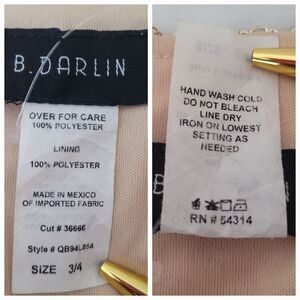 B. DARLIN
OVER FOR CARE
100% POLYESTER
LINING
100% POLYESTER
MADE IN MEXICO
OF IMPORTED FABRIC
Cut # 36666
Style #
SIZE 3/4
HAND WASH COLD
DO NOT BLEACH
LINE DRY
IRON ON LOWEST
SETTING AS
NEEDED
RN # 54314
B